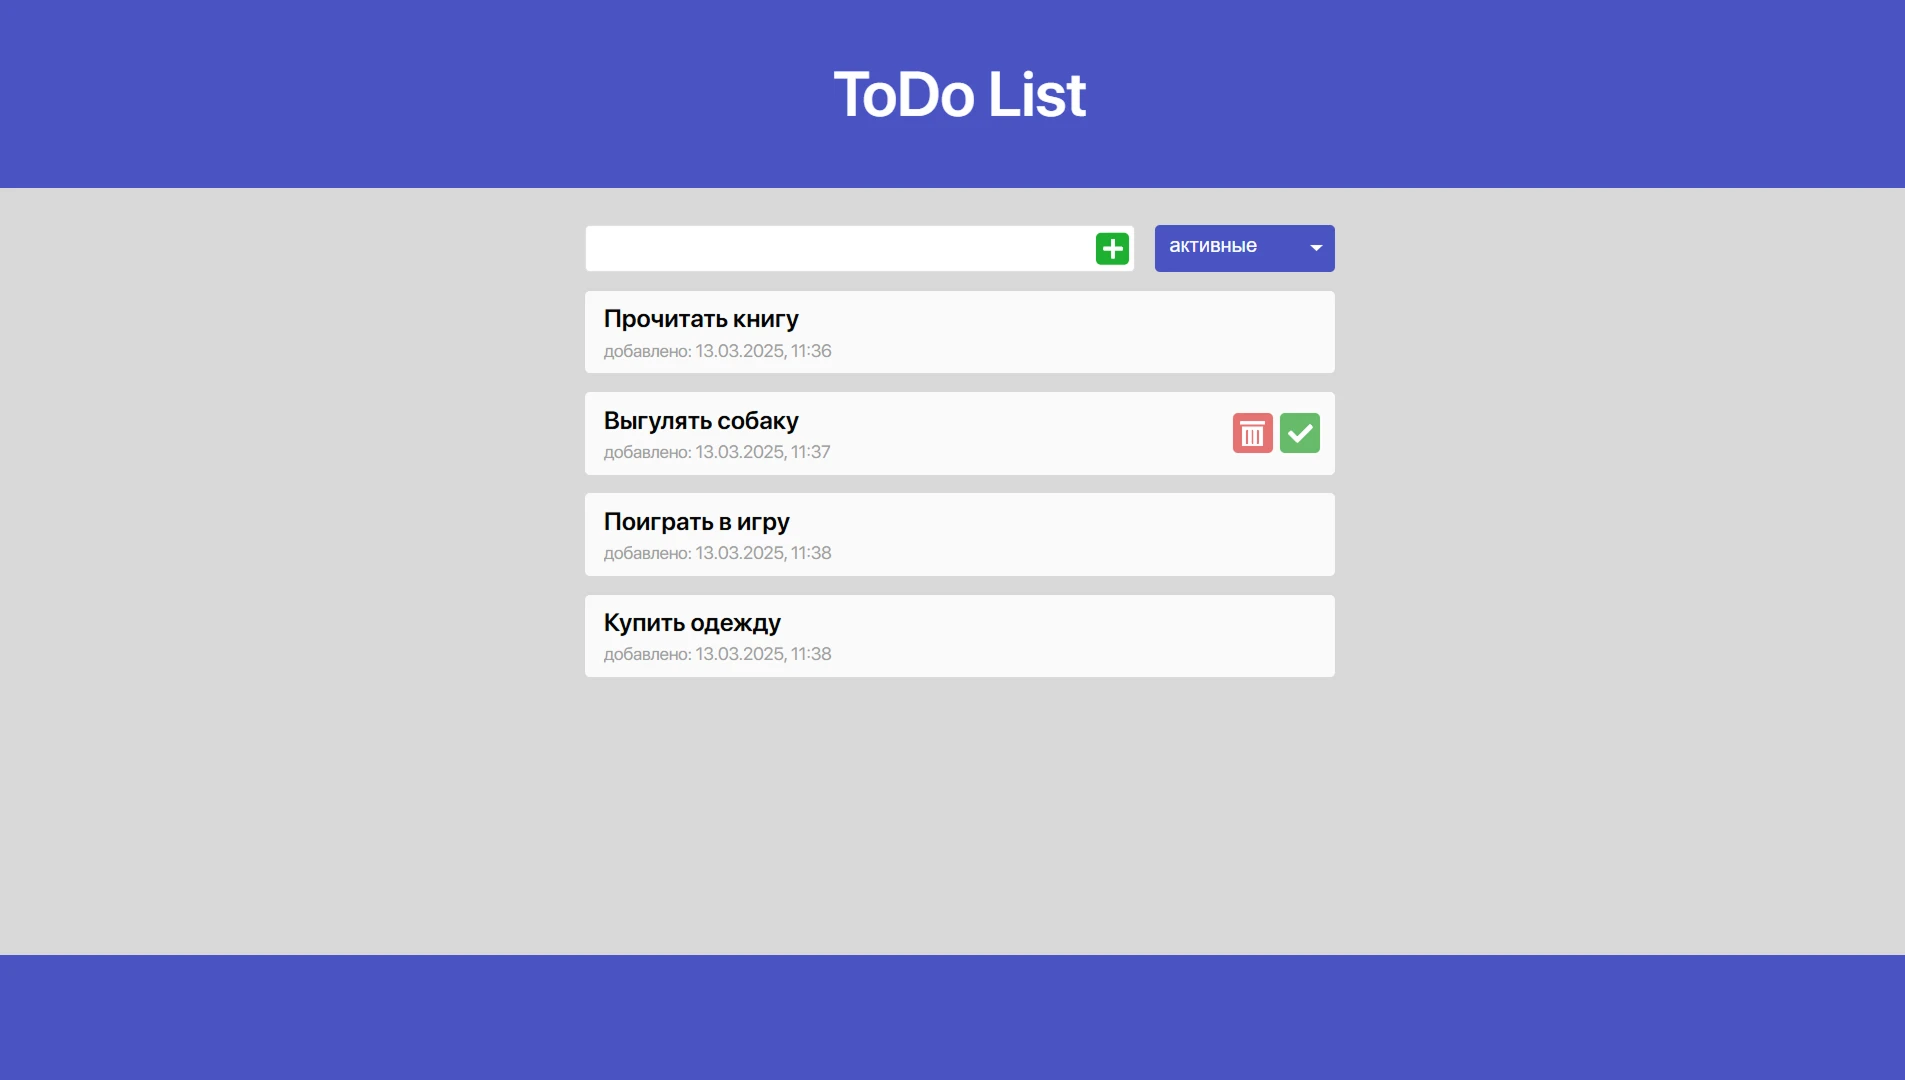 ToDo List
активные
Прочитать книгу
добавлено: 13.03.2025, 11:36
Выгулять собаку
добавлено: 13.03.2025, 11:37
Поиграть в игру
добавлено: 13.03.2025, 11:38
Купить одежду
добавлено: 13.03.2025, 11:38